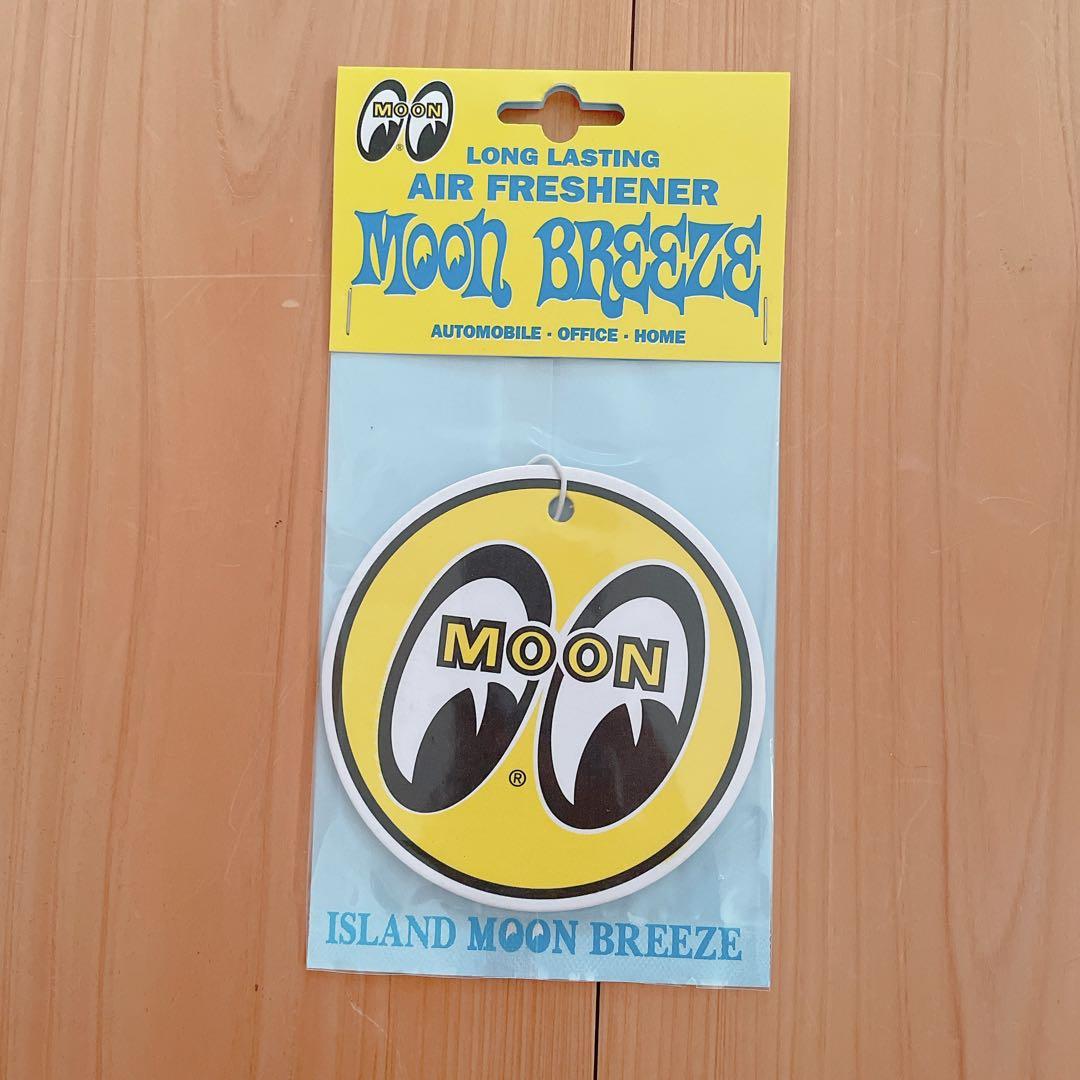 MOON
®
LONG LASTING
AIR FRESHENER
MOON BREEZE
AUTOMOBILE · OFFICE · HOME
MOON
®
ISLAND MOON BREEZE